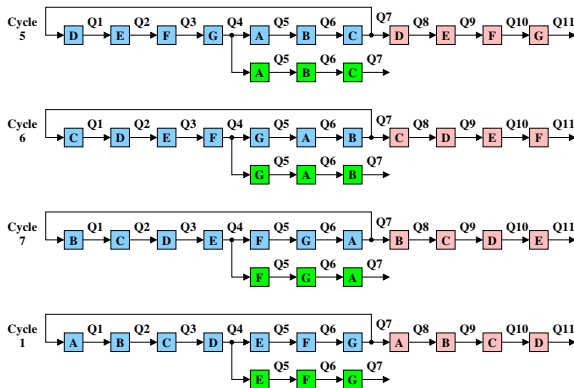 Cycle 5 Q1 Q2 Q3 Q4 Q5 Q6 Q7 Q8 Q9 Q10 Q11
D E F G A B C D E F G
Q5 Q6 Q7
A B C
Cycle 6 Q1 Q2 Q3 Q4 Q5 Q6 Q7 Q8 Q9 Q10 Q11
C D E F G A B C D E F
Q5 Q6 Q7
G A B
Cycle 7 Q1 Q2 Q3 Q4 Q5 Q6 Q7 Q8 Q9 Q10 Q11
B C D E F G A B C D E
Q5 Q6 Q7
F G A
Cycle 1 Q1 Q2 Q3 Q4 Q5 Q6 Q7 Q8 Q9 Q10 Q11
A B C D E F G A B C D
Q5 Q6 Q7
E F G